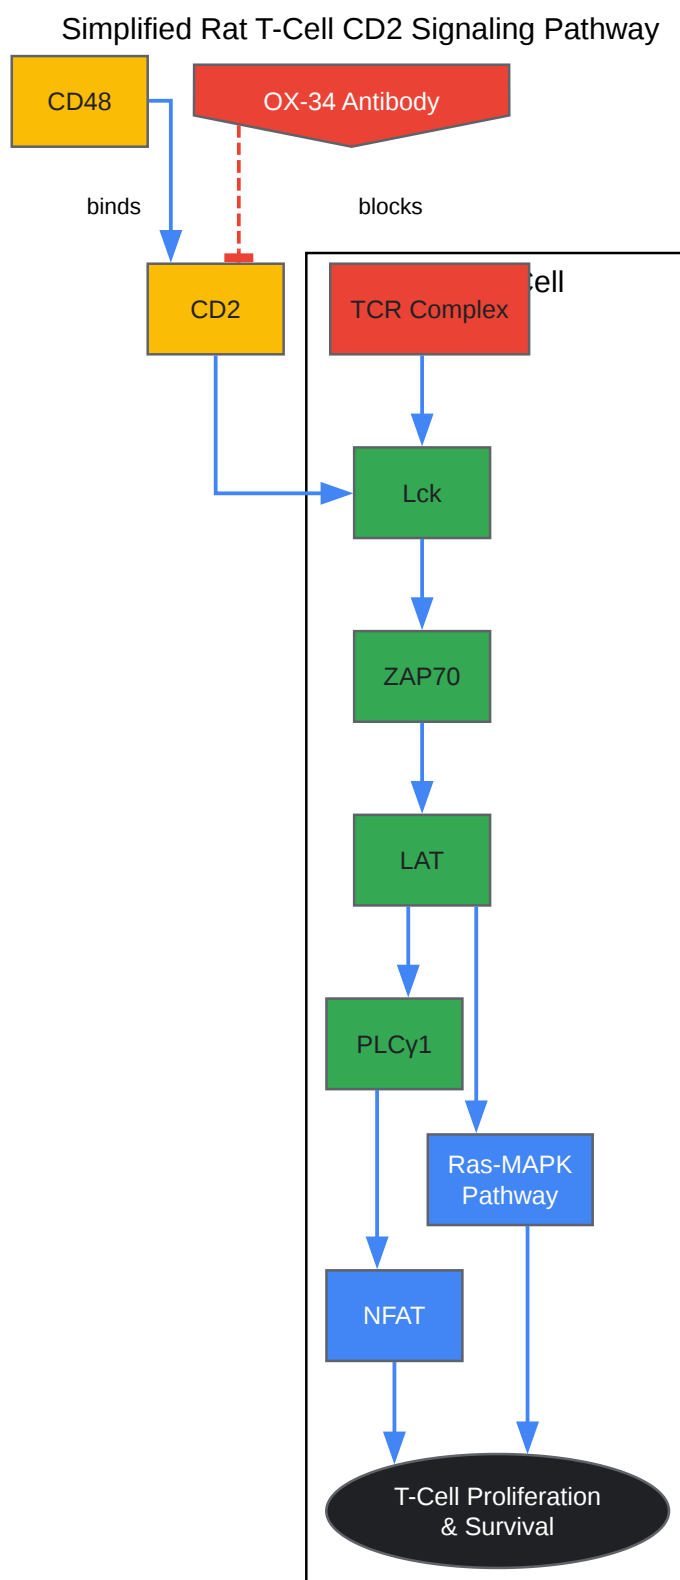 Simplified Rat T-Cell CD2 Signaling Pathway
CD48
OX-34 Antibody
binds
blocks
CD2
TCR Complex
Lck
ZAP70
LAT
PLCγ1
Ras-MAPK
Pathway
NFAT
T-Cell Proliferation
& Survival